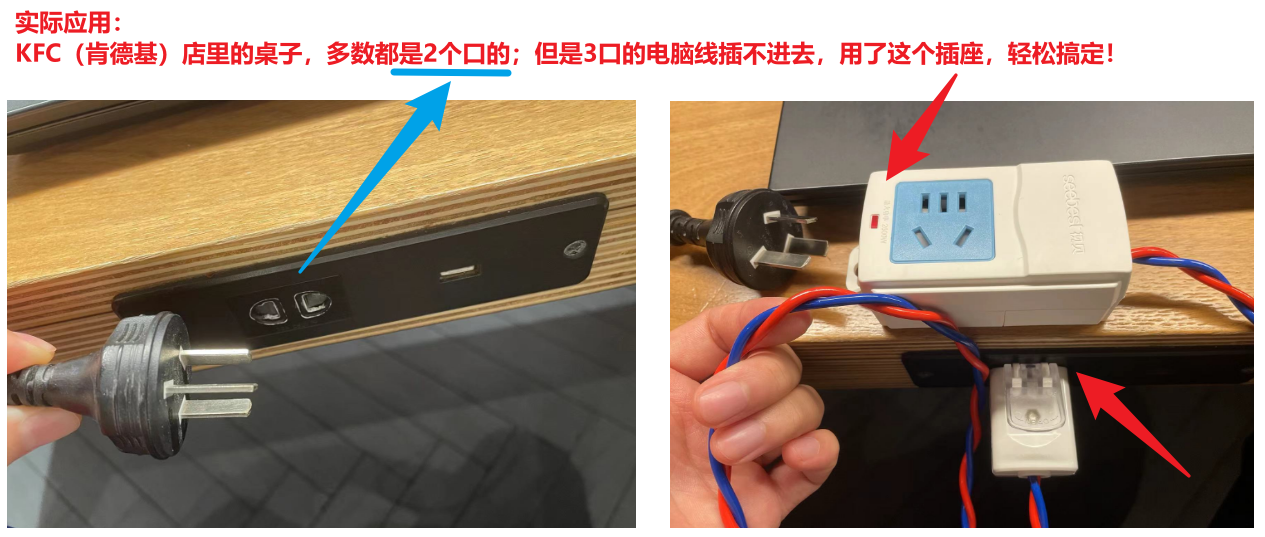 实际应用：
KFC（肯德基）店里的桌子，多数都是2个口的；但是3口的电脑线插不进去，用了这个插座，轻松搞定！